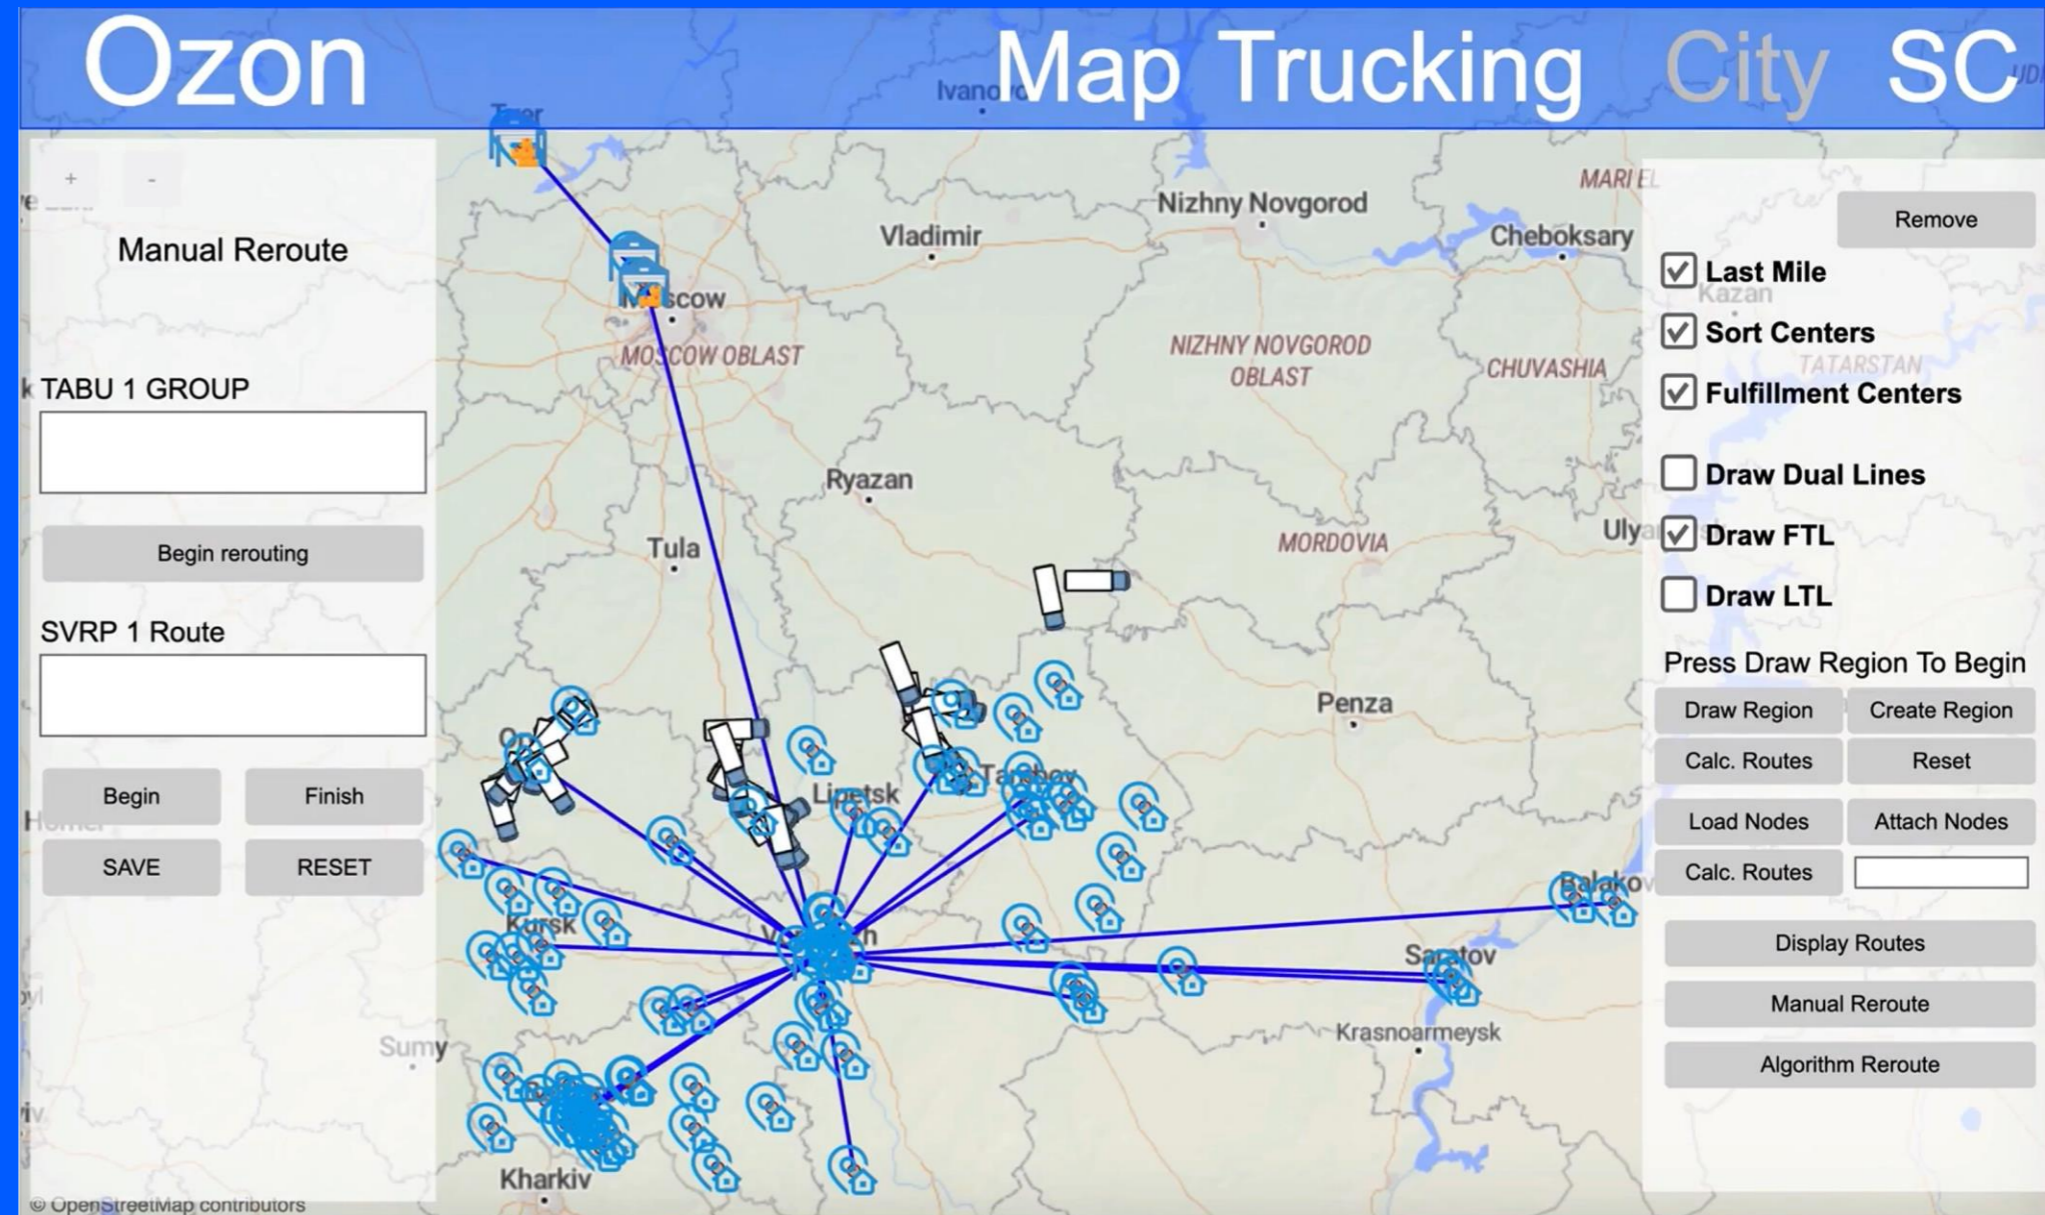 Ozon
Map Trucking City SC
Ivanovo
+ -
Manual Reroute
TABU 1 GROUP
Begin rerouting
SVRP 1 Route
Begin Finish
SAVE RESET
Moscow
MOSCOW OBLAST
Vladimir
Nizhny Novgorod
Cheboksary
MARI EL
NIZHNY NOVGOROD
OBLAST
CHUVASHIA
Kazan
TATARSTAN
Ryazan
Tula
MORDOVIA
Penza
Lipetsk
Tambov
Kursk
Saratov
Krasnoarmeysk
Sumy
Kharkiv
Remove
Last Mile
Sort Centers
Fulfillment Centers
Draw Dual Lines
Draw FTL
Draw LTL
Press Draw Region To Begin
Draw Region Create Region
Calc. Routes Reset
Load Nodes Attach Nodes
Calc. Routes
Display Routes
Manual Reroute
Algorithm Reroute
© OpenStreetMap contributors